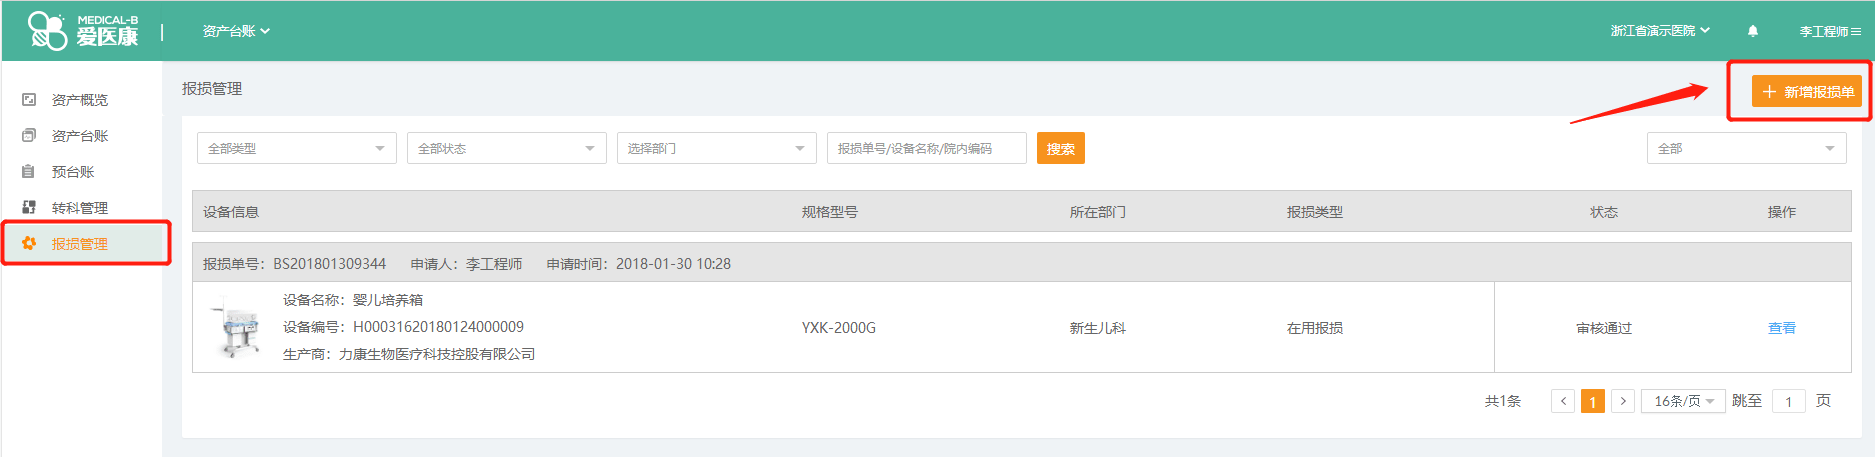 MEDICAL-B
爱医康
资产台账
浙江省演示医院
李工程师
资产概览
资产台账
预台账
转科管理
报损管理
报损管理
新增报损单
全部类型
全部状态
选择部门
报损单号/设备名称/院内编码
搜索
全部
设备信息 规格型号 所在部门 报损类型 状态 操作
报损单号：BS201801309344 申请人：李工程师 申请时间：2018-01-30 10:28
设备名称：婴儿培养箱
设备编号：H00031620180124000009
生产商：力康生物医疗科技控股有限公司
YXK-2000G
新生儿科
在用报损
审核通过
查看
共1条 < 1 > 16条/页 跳至 1 页